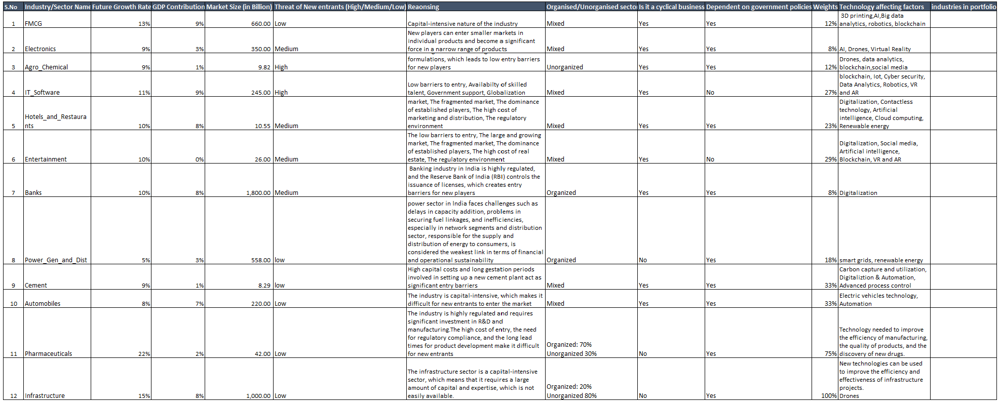 S.No Industry/Sector Name Future Growth Rate GDP Contribution Market Size (in Billion) Threat of New entrants (High/Medium/Low) Reaonsing Organised/Unorganised secto Is it a cyclical business Dependent on government policies Weights Technology affecting factors industries in portfolio
3D printing,AI,Big data
1 FMCG 13% 9% 660.00 Low Capital-intensive nature of the industry Mixed Yes Yes 12% analytics, robotics, blockchain
New players can enter smaller markets in
individual products and become a significant
2 Electronics 9% 3% 350.00 Medium force in a narrow range of products Mixed Yes Yes 8% AI, Drones, Virtual Reality
formulations, which leads to low entry barriers Drones, data analytics,
3 Agro_Chemical 9% 1% 9.82 High for new players Unorganized Yes Yes 12% blockchain,social media
blockchain, Iot, Cyber security,
Low barriers to entry, Availabilty of skilled Data Analytics, Robotics, VR
4 IT_Software 11% 9% 245.00 High talent, Government support, Globalization Mixed Yes No 27% and AR
market, The fragmented market, The dominance Digitalization, Contactless
of established players, The high cost of technology, Artificial
Hotels_and_Restaura marketing and distribution, The regulatory intelligence, Cloud computing,
5 nts 10% 8% 10.55 Medium environment Mixed Yes Yes 23% Renewable energy
The low barriers to entry, The large and growing
market, The fragmented market, The dominance Digitalization, Social media,
of established players, The high cost of real Artificial intelligence,
6 Entertainment 10% 0% 26.00 Medium estate, The regulatory environment Mixed Yes No 29% Blockchain, VR and AR
Banking industry in India is highly regulated,
and the Reserve Bank of India (RBI) controls the
issuance of licenses, which creates entry
7 Banks 10% 8% 1,800.00 Medium barriers for new players Organized Yes Yes 8% Digitalization
power sector in India faces challenges such as
delays in capacity addition, problems in
securing fuel linkages, and inefficiencies,
especially in network segments and distribution
sector, responsible for the supply and
distribution of energy to consumers, is
considered the weakest link in terms of financial
8 Power_Gen_and_Dist 5% 3% 558.00 low and operational sustainability Organized No Yes 18% smart grids, renewable energy
High capital costs and long gestation periods Carbon capture and utilization,
involved in setting up a new cement plant act as Digitaliztn & Automation,
9 Cement 9% 1% 8.29 low significant entry barriers Mixed Yes Yes 33% Advanced process control
The industry is capital-intensive, which makes it Electric vehicles technology,
10 Automobiles 8% 7% 220.00 Low difficult for new entrants to enter the market Mixed Yes Yes 33% Automation
The industry is highly regulated and requires
significant investment in R&D and
manufacturing.The high cost of entry, the need Technology needed to improve
for regulatory compliance, and the long lead the efficiency of manufacturing,
times for product development make it difficult Organized: 70% the quality of products, and the
11 Pharmaceuticals 22% 2% 42.00 Low for new entrants Unorganized 30% No Yes 75% discovery of new drugs.
New technologies can be used
The infrastructure sector is a capital-intensive to improve the efficiency and
sector, which means that it requires a large effectiveness of infrastructure
amount of capital and expertise, which is not Organized: 20% projects.
12 Infrastructure 15% 8% 1,000.00 Low easily available. Unorganized 80% No Yes 100% Drones